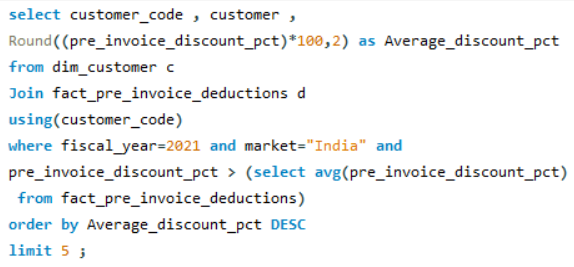 select customer_code , customer ,
Round((pre_invoice_discount_pct)*100,2) as Average_discount_pct
from dim_customer c
Join fact_pre_invoice_deductions d
using(customer_code)
where fiscal_year=2021 and market="India" and
pre_invoice_discount_pct > (select avg(pre_invoice_discount_pct)
from fact_pre_invoice_deductions)
order by Average_discount_pct DESC
limit 5 ;